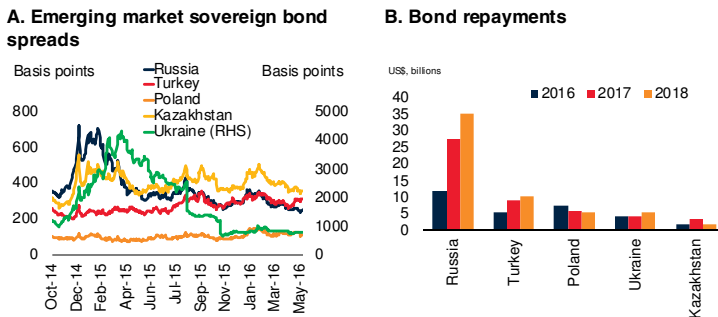 A. Emerging market sovereign bond
spreads
Basis points
Basis points
Russia
Turkey
Poland
Kazakhstan
Ukraine (RHS)
800
600
400
200
0
5000
4000
3000
2000
1000
0
Oct-14
Dec-14
Feb-15
Apr-15
Jun-15
Jul-15
Sep-15
Nov-15
Jan-16
Mar-16
May-16
B. Bond repayments
US$, billions
2016
2017
2018
40
35
30
25
20
15
10
5
0
Russia
Turkey
Poland
Ukraine
Kazakhstan